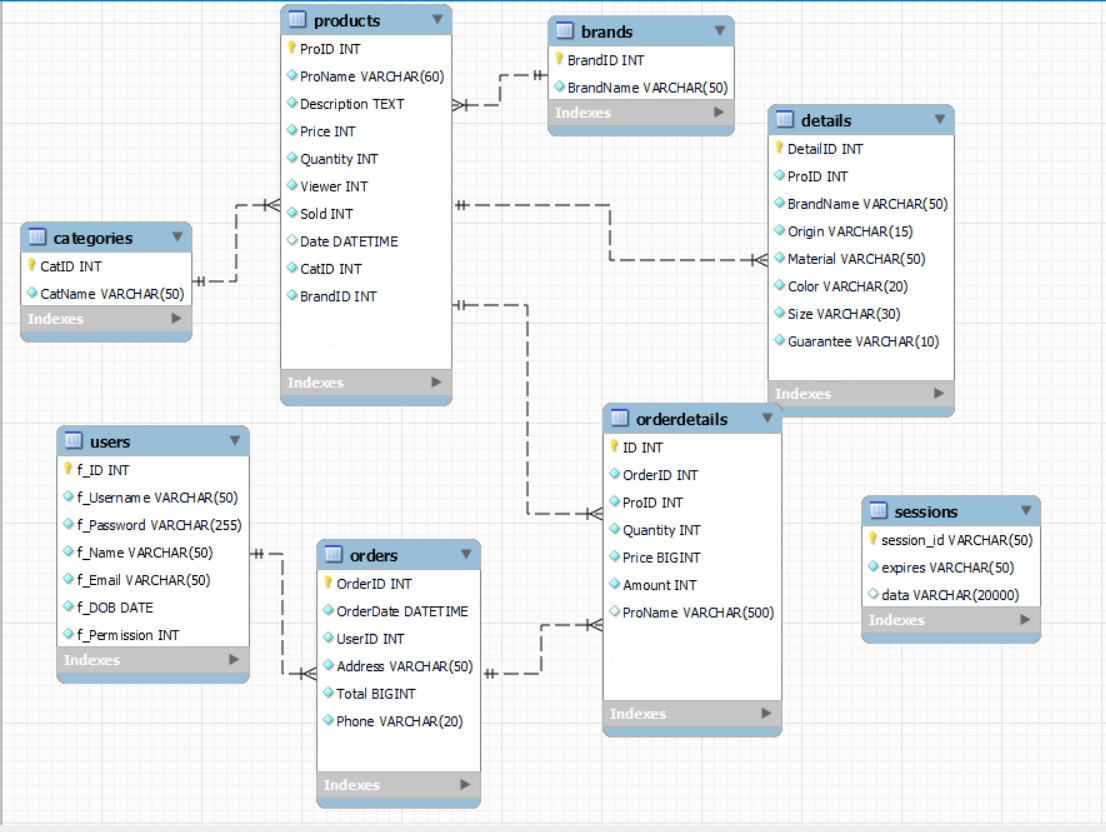 products
ProID INT
ProName VARCHAR(60)
Description TEXT
Price INT
Quantity INT
Viewer INT
Sold INT
Date DATETIME
CatID INT
BrandID INT
Indexes
brands
BrandID INT
BrandName VARCHAR(50)
Indexes
details
DetailID INT
ProID INT
BrandName VARCHAR(50)
Origin VARCHAR(15)
Material VARCHAR(50)
Color VARCHAR(20)
Size VARCHAR(30)
Guarantee VARCHAR(10)
Indexes
categories
CatID INT
CatName VARCHAR(50)
Indexes
users
f_ID INT
f_Username VARCHAR(50)
f_Password VARCHAR(255)
f_Name VARCHAR(50)
f_Email VARCHAR(50)
f_DOB DATE
f_Permission INT
Indexes
orders
OrderID INT
OrderDate DATETIME
UserID INT
Address VARCHAR(50)
Total BIGINT
Phone VARCHAR(20)
Indexes
orderdetails
ID INT
OrderID INT
ProID INT
Quantity INT
Price BIGINT
Amount INT
ProName VARCHAR(500)
Indexes
sessions
session_id VARCHAR(50)
expires VARCHAR(50)
data VARCHAR(20000)
Indexes